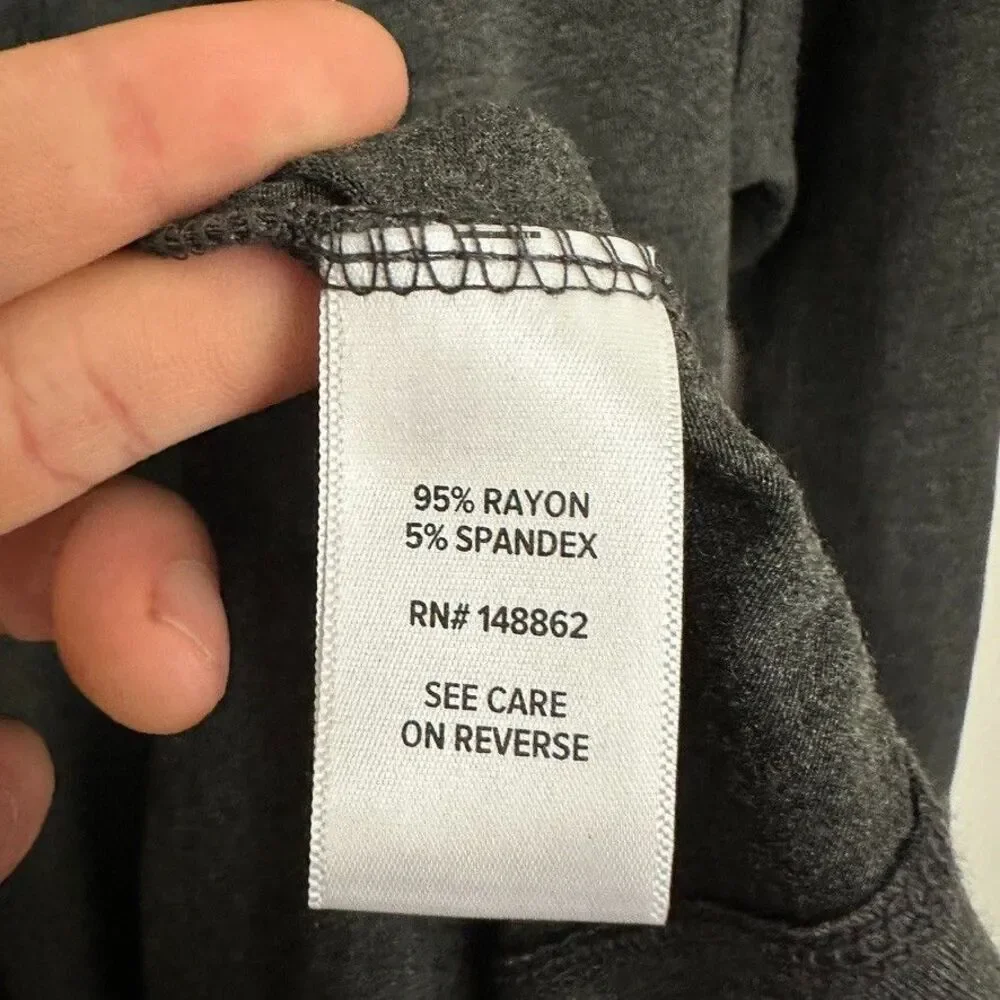 95% RAYON
5% SPANDEX
RN# 148862
SEE CARE
ON REVERSE